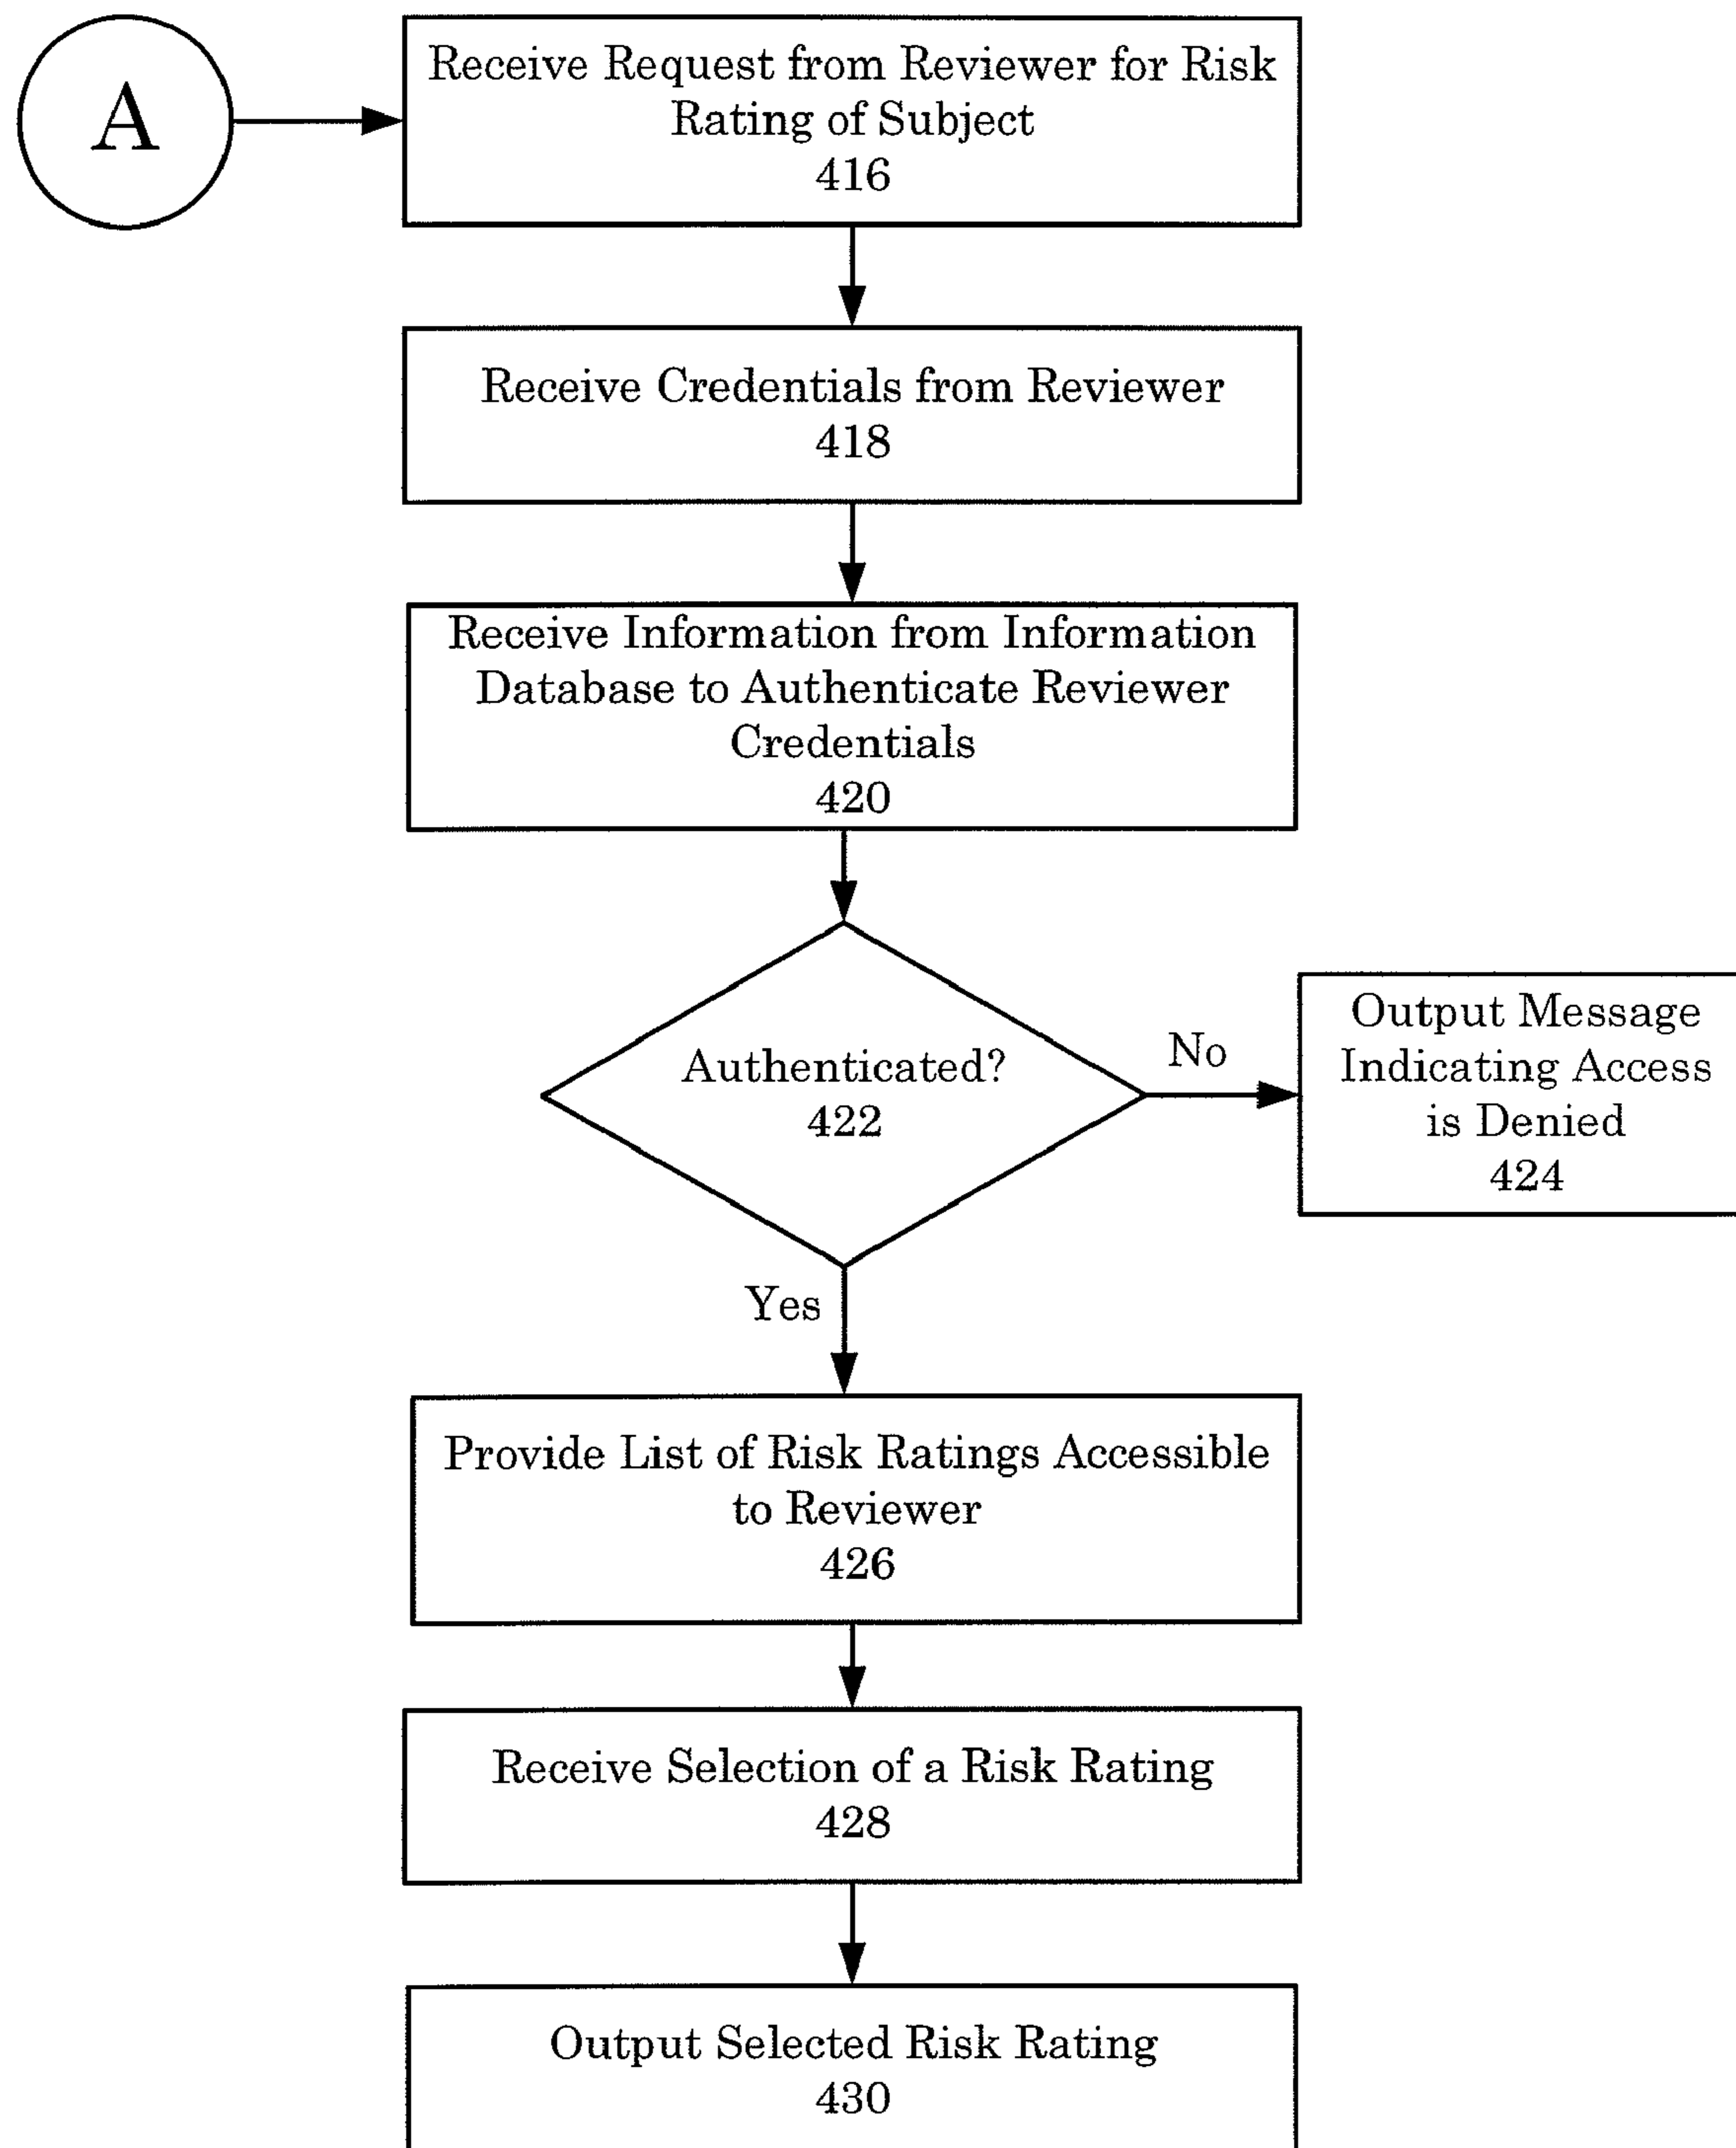 A
Receive Request from Reviewer for Risk
Rating of Subject
416
Receive Credentials from Reviewer
418
Receive Information from Information
Database to Authenticate Reviewer
Credentials
420
Authenticated?
422
No
Output Message
Indicating Access
is Denied
424
Yes
Provide List of Risk Ratings Accessible
to Reviewer
426
Receive Selection of a Risk Rating
428
Output Selected Risk Rating
430